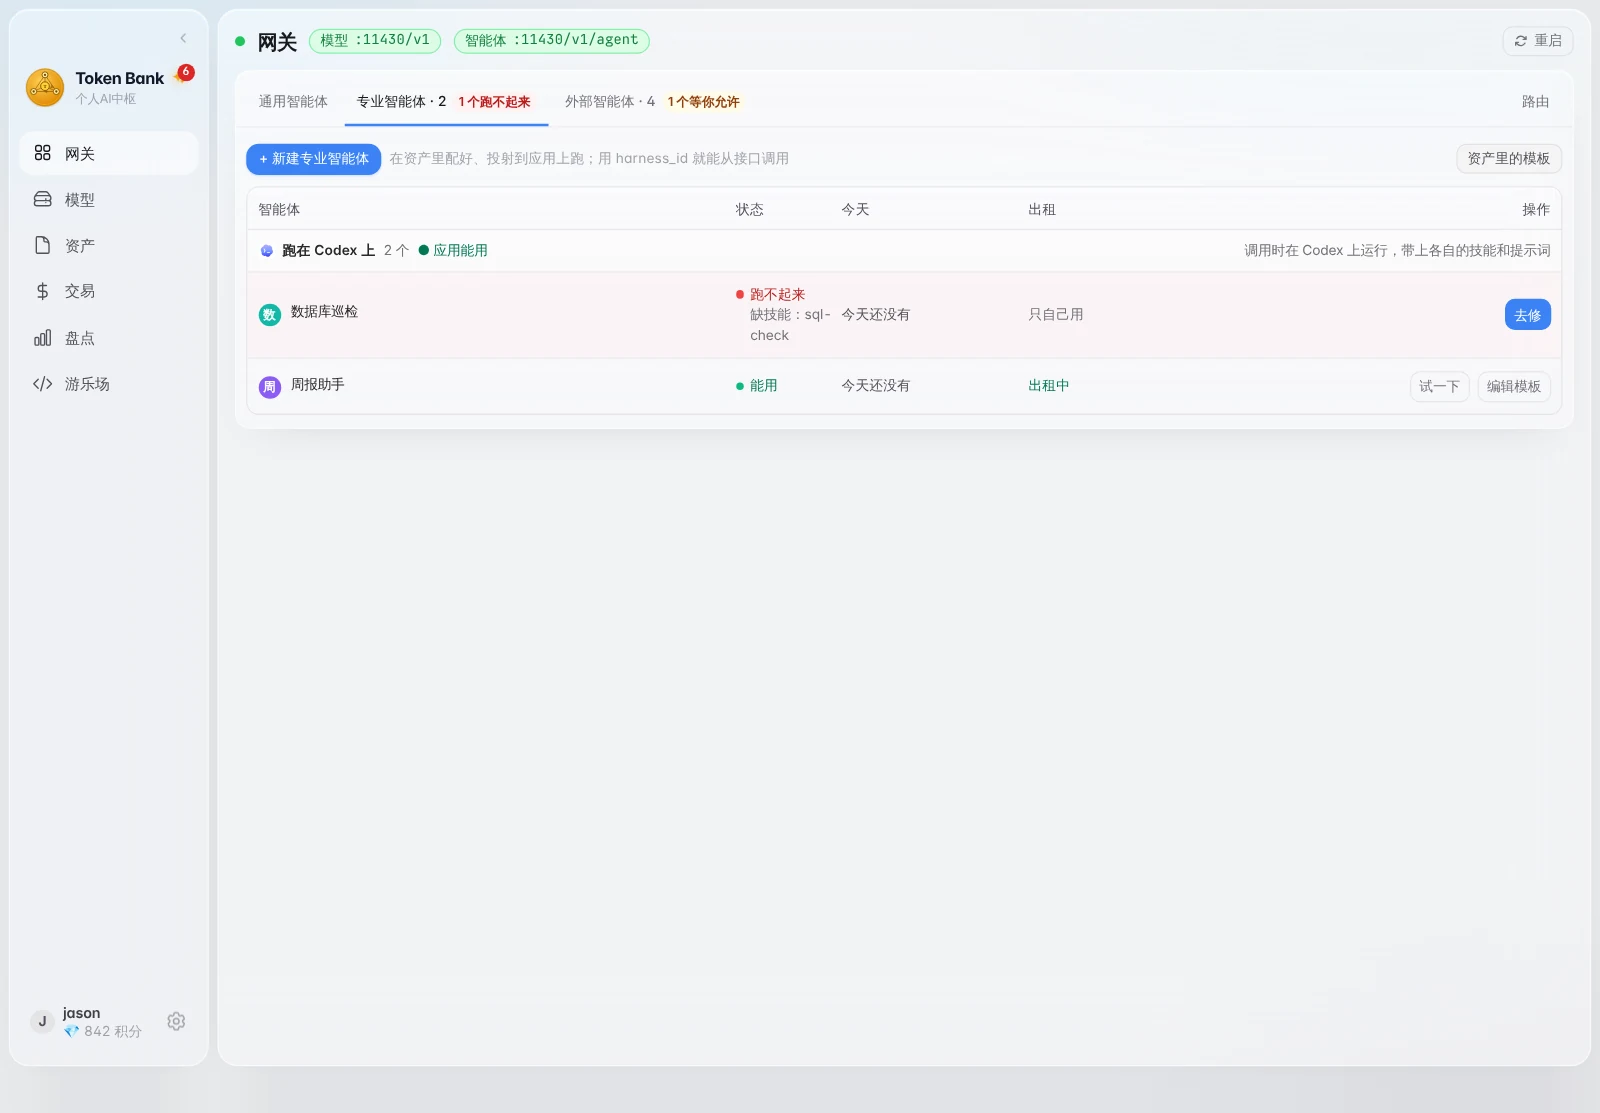 Token Bank
6
个人AI中枢
网关
模型
资产
交易
盘点
游乐场
J
jason
842 积分
网关
模型 :11430/v1
智能体 :11430/v1/agent
重启
通用智能体
专业智能体 · 2
1个跑不起来
外部智能体 · 4
1个等你允许
路由
+ 新建专业智能体
在资产里配好、投射到应用上跑；用 harness_id 就能从接口调用
资产里的模板
智能体
状态
今天
出租
操作
跑在 Codex 上
2 个
应用能用
调用时在 Codex 上运行，带上各自的技能和提示词
数
数据库巡检
跑不起来
缺技能：sql-
check
今天还没有
只自己用
去修
周
周报助手
能用
今天还没有
出租中
试一下
编辑模板